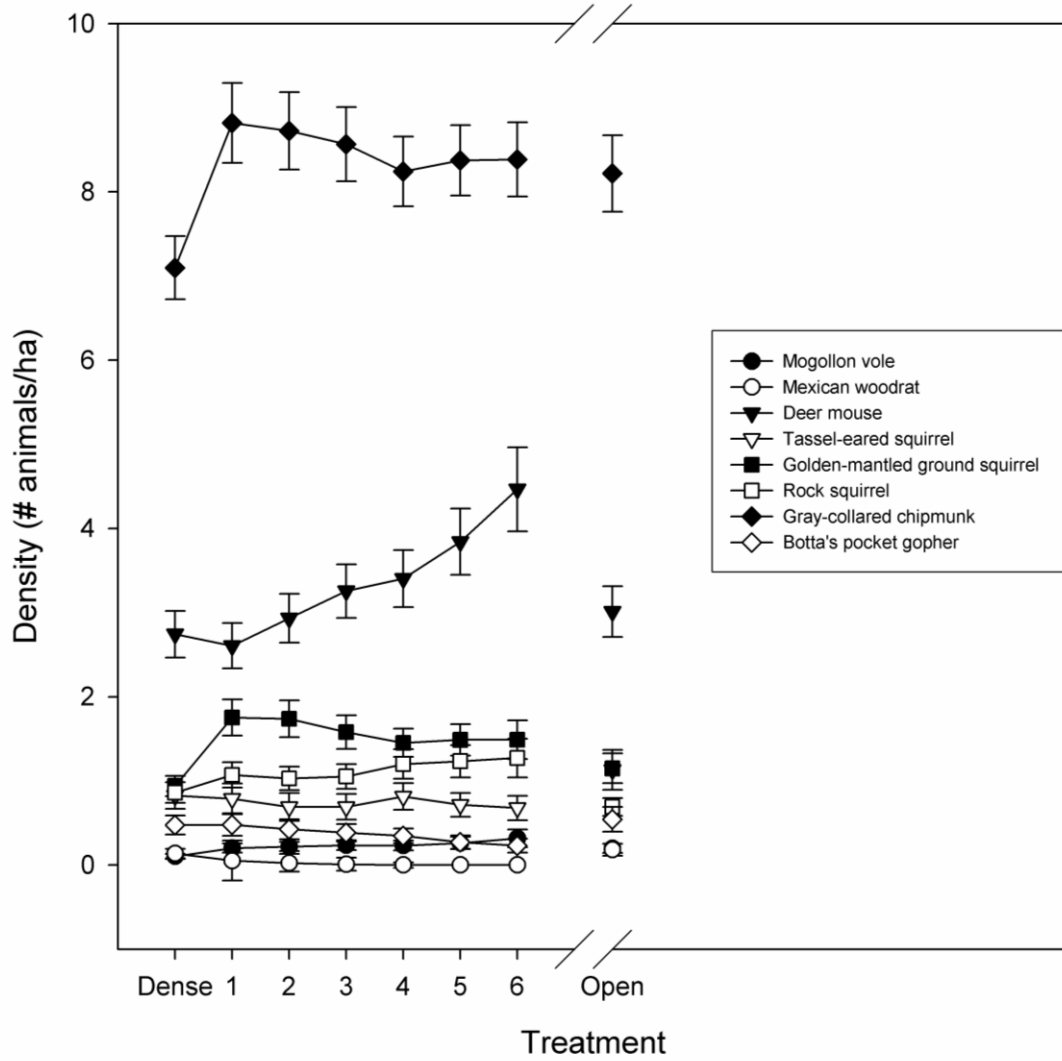 10
8
6
4
2
0
Density (# animals/ha)
Mogollon vole
Mexican woodrat
Deer mouse
Tassel-eared squirrel
Golden-mantled ground squirrel
Rock squirrel
Gray-collared chipmunk
Botta's pocket gopher
Dense 1 2 3 4 5 6 Open
Treatment